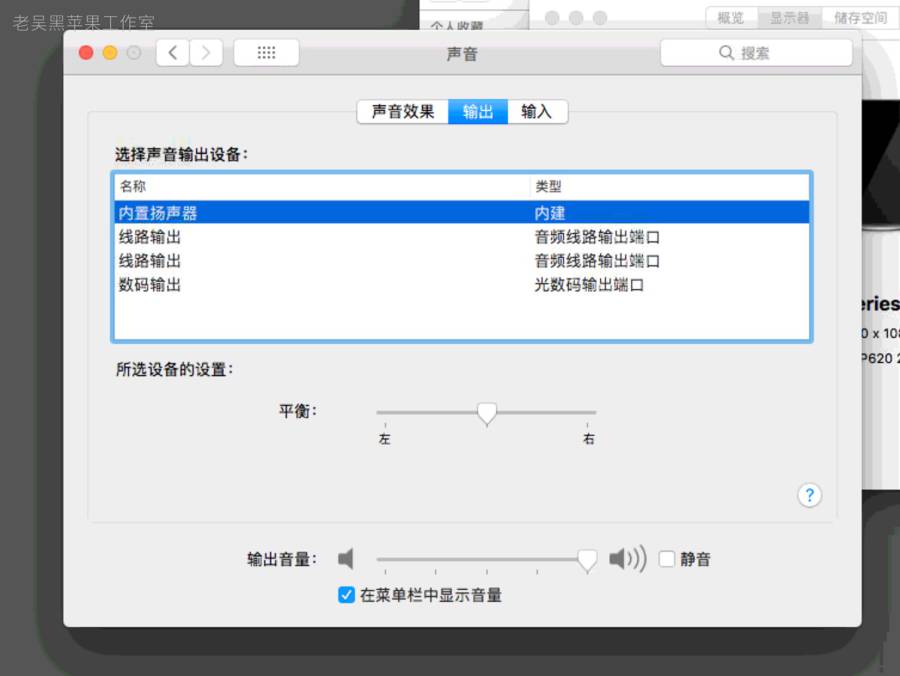 老吴黑苹果工作室
个人收藏
概览 显示器 储存空间
声音
搜索
声音效果 输出 输入
选择声音输出设备：
名称 类型
内置扬声器 内建
线路输出 音频线路输出端口
线路输出 音频线路输出端口
数码输出 光数码输出端口
eries
0 x 108
P620 2
所选设备的设置：
平衡：
左 右
?
输出音量： 静音
在菜单栏中显示音量